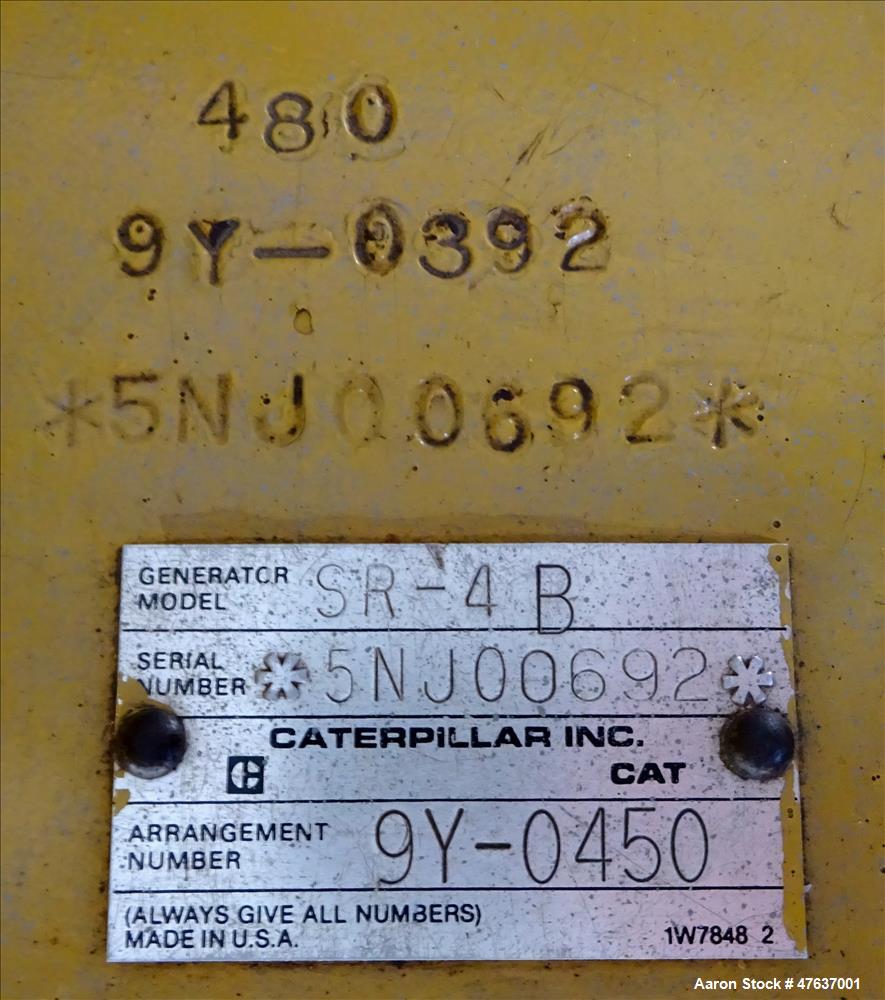 480
9Y-0392
*5NJ00692*
GENERATOR
MODEL SR-4 B
SERIAL
NUMBER *5NJ00692*
CATERPILLAR INC.
C CAT
ARRANGEMENT
NUMBER 9Y-0450
(ALWAYS GIVE ALL NUMBERS)
MADE IN U.S.A. 1W7848 2
Aaron Stock # 47637001